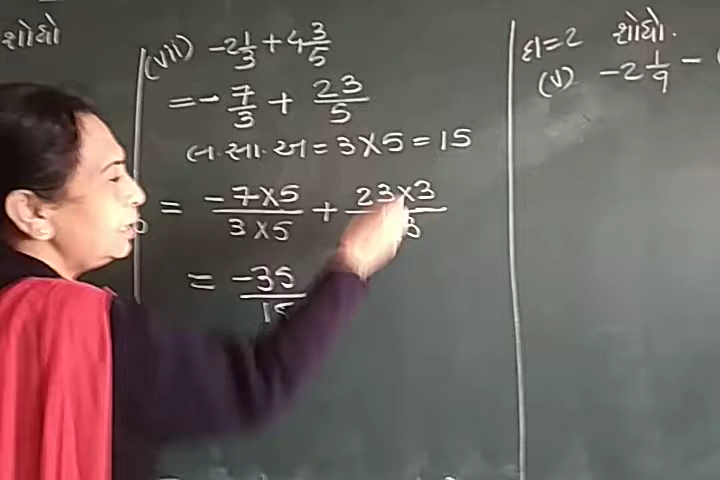 શોધો
(vii) -2 1/3 + 4 3/5
= - 7/3 + 23/5
લ.સા.અ = 3×5 = 15
= -7×5/3×5 + 23×3/
= -35/15
દા=2 શોધો.
(v) -2 1/9 -